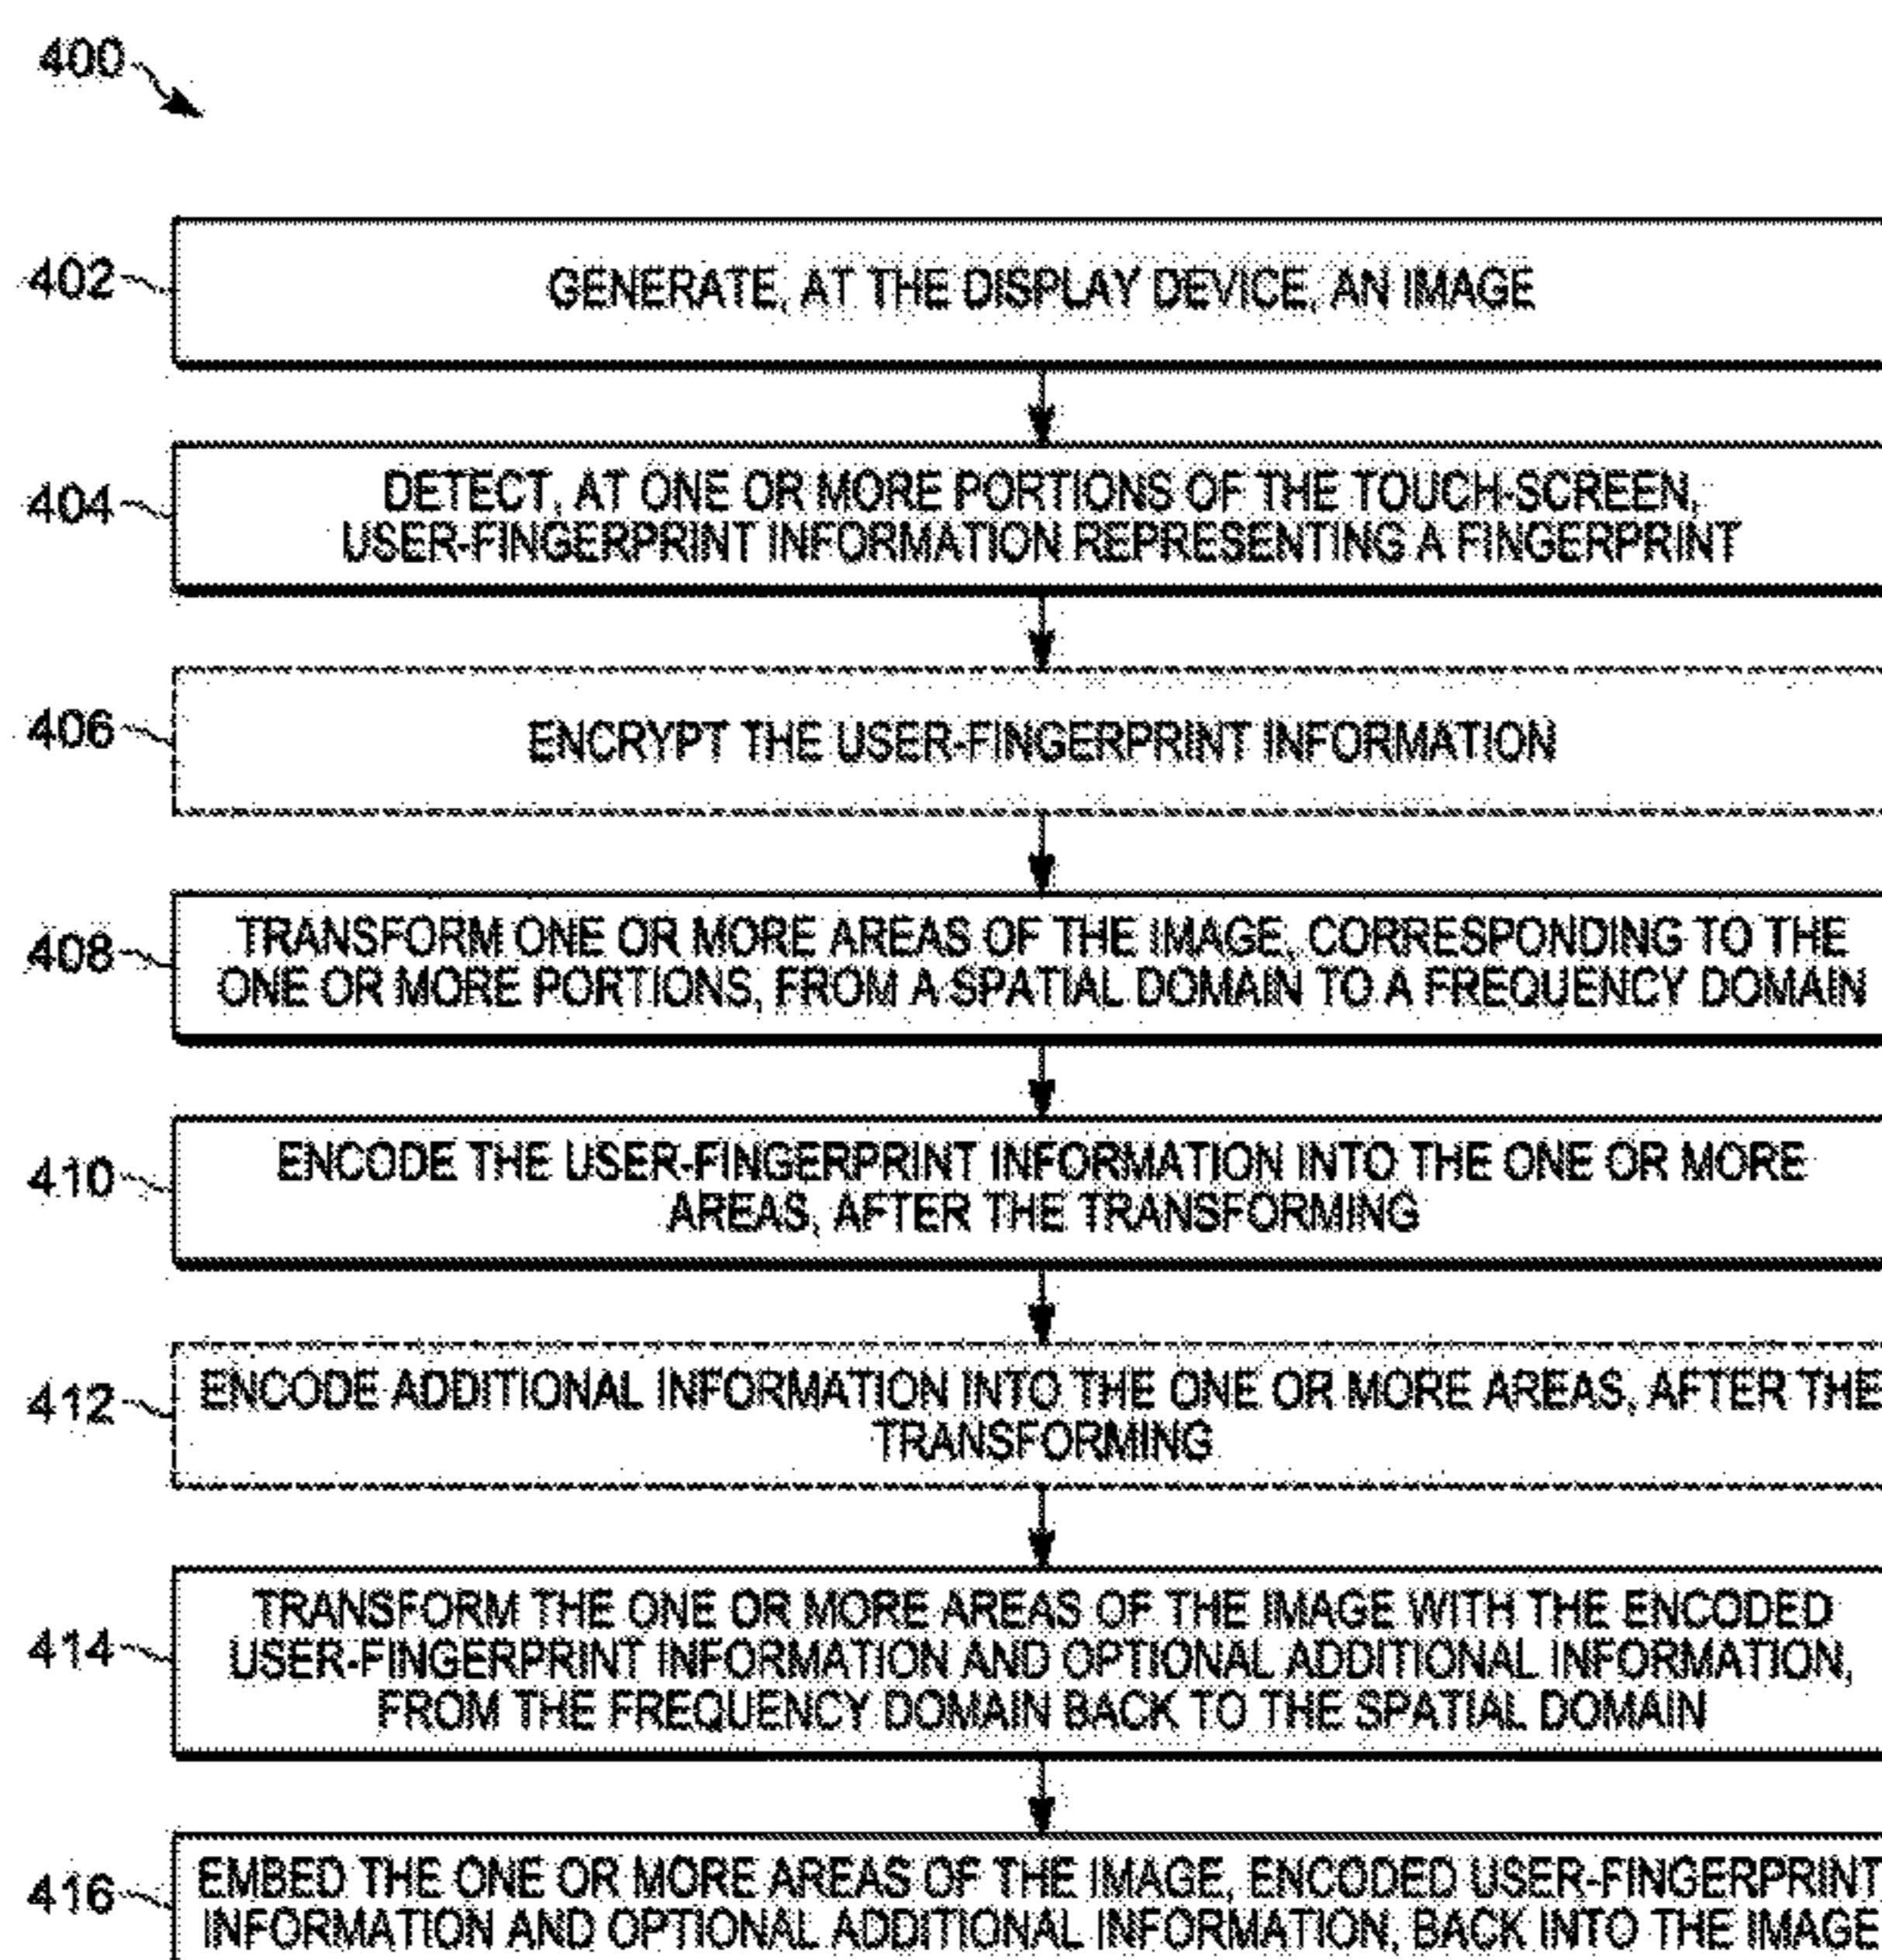 400
402
GENERATE, AT THE DISPLAY DEVICE, AN IMAGE
404
DETECT, AT ONE OR MORE PORTIONS OF THE TOUCH-SCREEN,
USER-FINGERPRINT INFORMATION REPRESENTING A FINGERPRINT
406
ENCRYPT THE USER-FINGERPRINT INFORMATION
408
TRANSFORM ONE OR MORE AREAS OF THE IMAGE, CORRESPONDING TO THE
ONE OR MORE PORTIONS, FROM A SPATIAL DOMAIN TO A FREQUENCY DOMAIN
410
ENCODE THE USER-FINGERPRINT INFORMATION INTO THE ONE OR MORE
AREAS, AFTER THE TRANSFORMING
412
ENCODE ADDITIONAL INFORMATION INTO THE ONE OR MORE AREAS, AFTER THE
TRANSFORMING
414
TRANSFORM THE ONE OR MORE AREAS OF THE IMAGE WITH THE ENCODED
USER-FINGERPRINT INFORMATION AND OPTIONAL ADDITIONAL INFORMATION,
FROM THE FREQUENCY DOMAIN BACK TO THE SPATIAL DOMAIN
416
EMBED THE ONE OR MORE AREAS OF THE IMAGE, ENCODED USER-FINGERPRINT
INFORMATION AND OPTIONAL ADDITIONAL INFORMATION, BACK INTO THE IMAGE